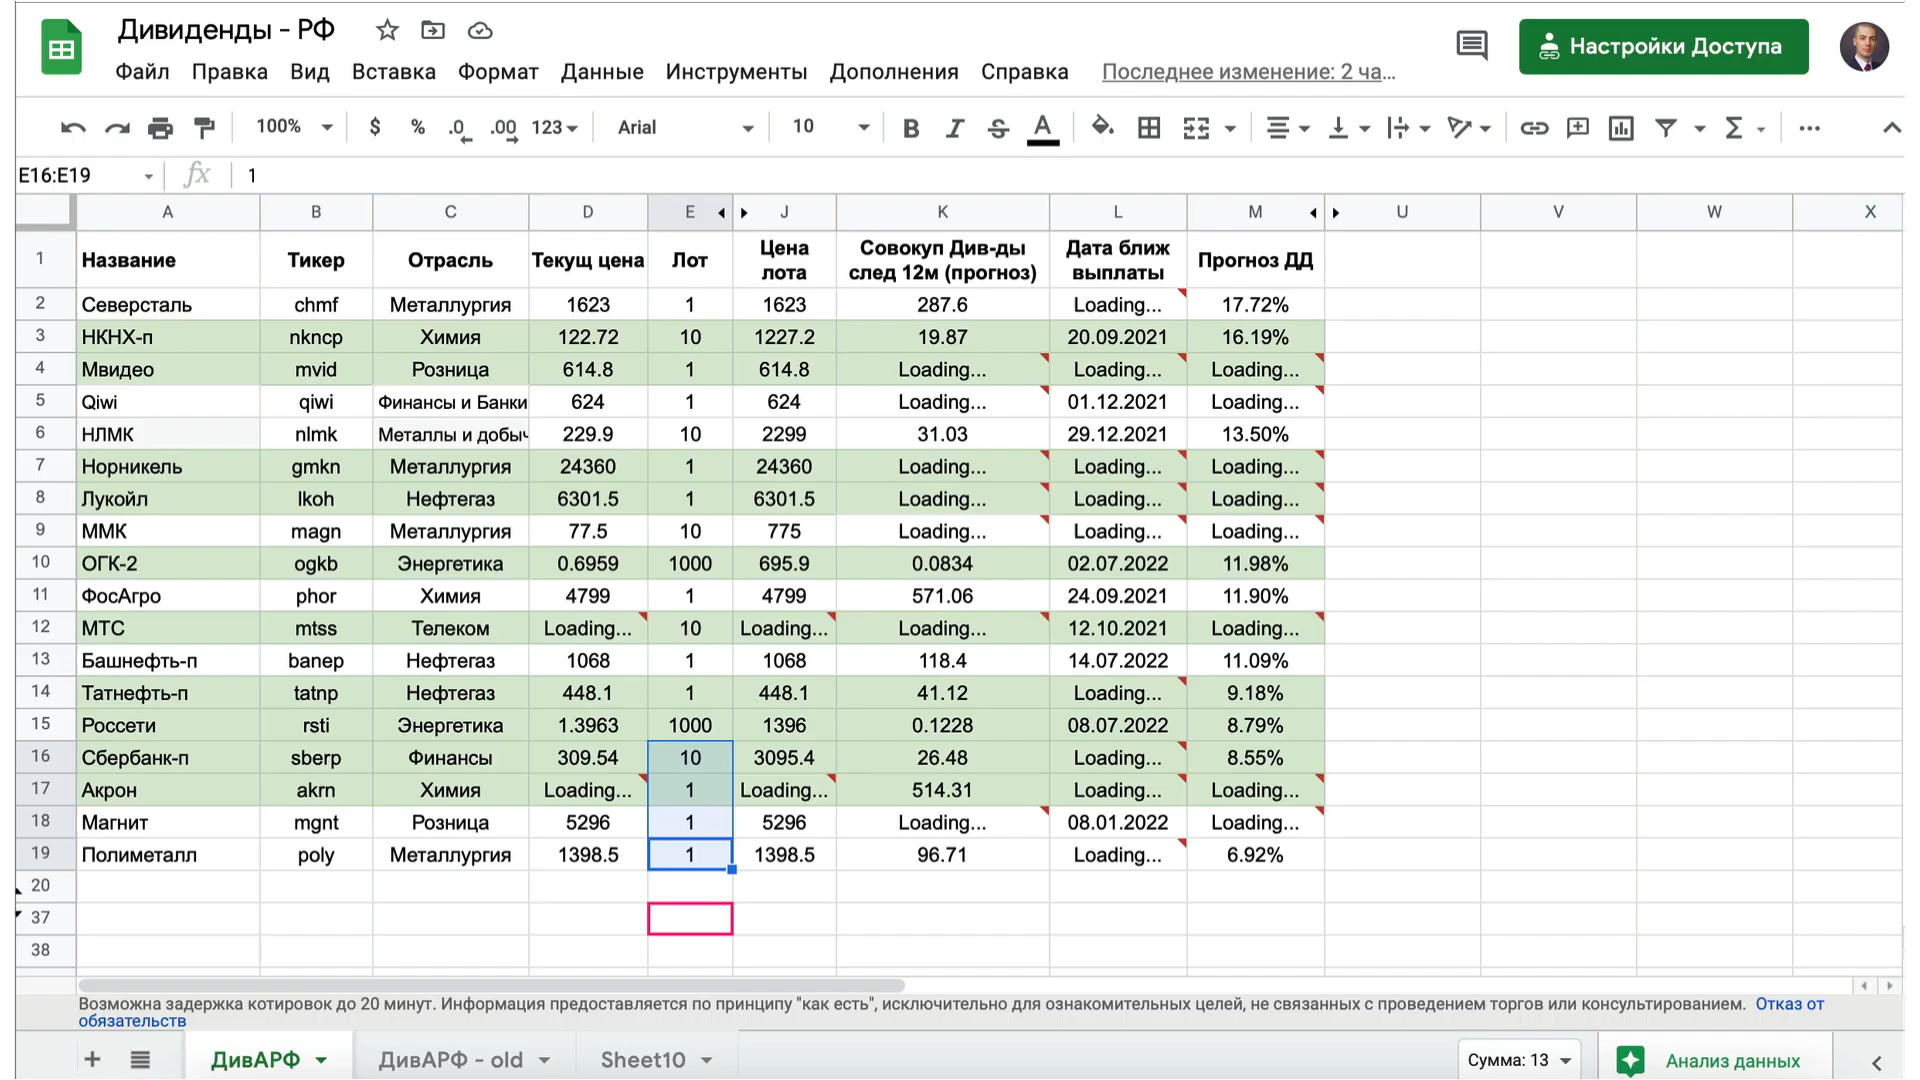 Дивиденды - РФ
Файл Правка Вид Вставка Формат Данные Инструменты Дополнения Справка Последнее изменение: 2 ча...
Настройки Доступа
100% $ % .0 .00 123 Arial 10 B I S A Σ
E16:E19 fx 1
A B C D E J K L M U V W X
1 Название Тикер Отрасль Текущ цена Лот Цена лота Совокуп Див-ды след 12м (прогноз) Дата ближ выплаты Прогноз ДД
2 Северсталь chmf Металлургия 1623 1 1623 287.6 Loading... 17.72%
3 НКНХ-п nkncp Химия 122.72 10 1227.2 19.87 20.09.2021 16.19%
4 Мвидео mvid Розница 614.8 1 614.8 Loading... Loading... Loading...
5 Qiwi qiwi Финансы и Банки 624 1 624 Loading... 01.12.2021 Loading...
6 НЛМК nlmk Металлы и добыч 229.9 10 2299 31.03 29.12.2021 13.50%
7 Норникель gmkn Металлургия 24360 1 24360 Loading... Loading... Loading...
8 Лукойл lkoh Нефтегаз 6301.5 1 6301.5 Loading... Loading... Loading...
9 ММК magn Металлургия 77.5 10 775 Loading... Loading... Loading...
10 ОГК-2 ogkb Энергетика 0.6959 1000 695.9 0.0834 02.07.2022 11.98%
11 ФосАгро phor Химия 4799 1 4799 571.06 24.09.2021 11.90%
12 МТС mtss Телеком Loading... 10 Loading... Loading... 12.10.2021 Loading...
13 Башнефть-п banep Нефтегаз 1068 1 1068 118.4 14.07.2022 11.09%
14 Татнефть-п tatnp Нефтегаз 448.1 1 448.1 41.12 Loading... 9.18%
15 Россети rsti Энергетика 1.3963 1000 1396 0.1228 08.07.2022 8.79%
16 Сбербанк-п sberp Финансы 309.54 10 3095.4 26.48 Loading... 8.55%
17 Акрон akrn Химия Loading... 1 Loading... 514.31 Loading... Loading...
18 Магнит mgnt Розница 5296 1 5296 Loading... 08.01.2022 Loading...
19 Полиметалл poly Металлургия 1398.5 1 1398.5 96.71 Loading... 6.92%
20
37
38
Возможна задержка котировок до 20 минут. Информация предоставляется по принципу "как есть", исключительно для ознакомительных целей, не связанных с проведением торгов или консультированием. Отказ от
обязательств
ДивАРФ ДивАРФ - old Sheet10 Сумма: 13 Анализ данных